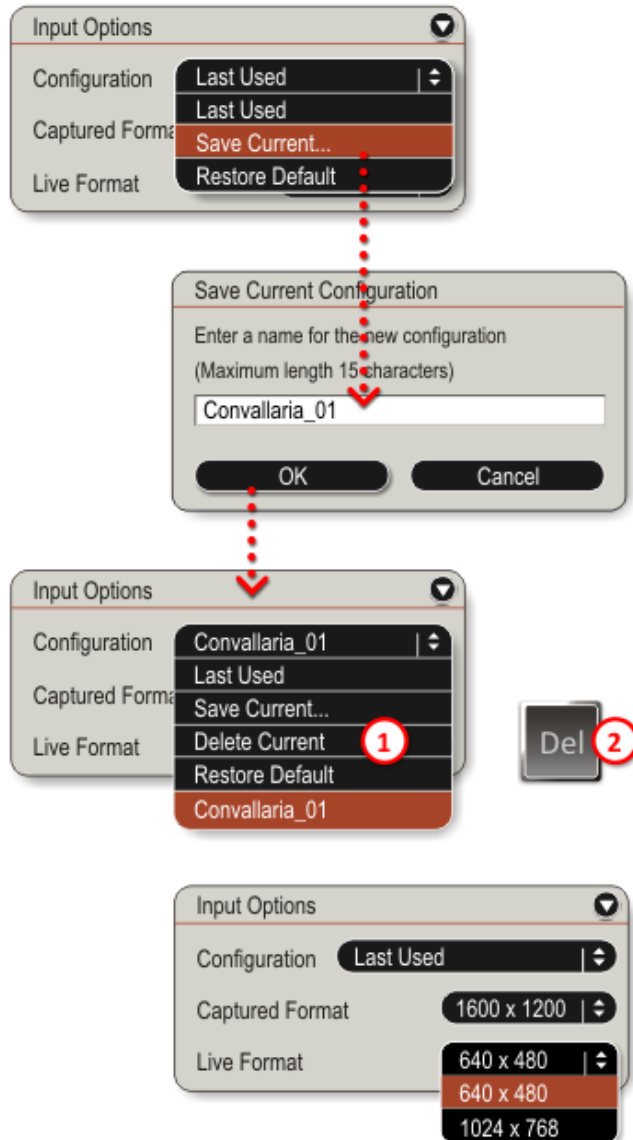 Input Options
Configuration Last Used
Last Used
Captured Forma
Save Current...
Live Format Restore Default
Save Current Configuration
Enter a name for the new configuration
(Maximum length 15 characters)
Convallaria_01
OK Cancel
Input Options
Configuration Convallaria_01
Last Used
Captured Forma
Save Current...
Live Format Delete Current 1
Del 2
Restore Default
Convallaria_01
Input Options
Configuration Last Used
Captured Format 1600 x 1200
Live Format 640 x 480
640 x 480
1024 x 768